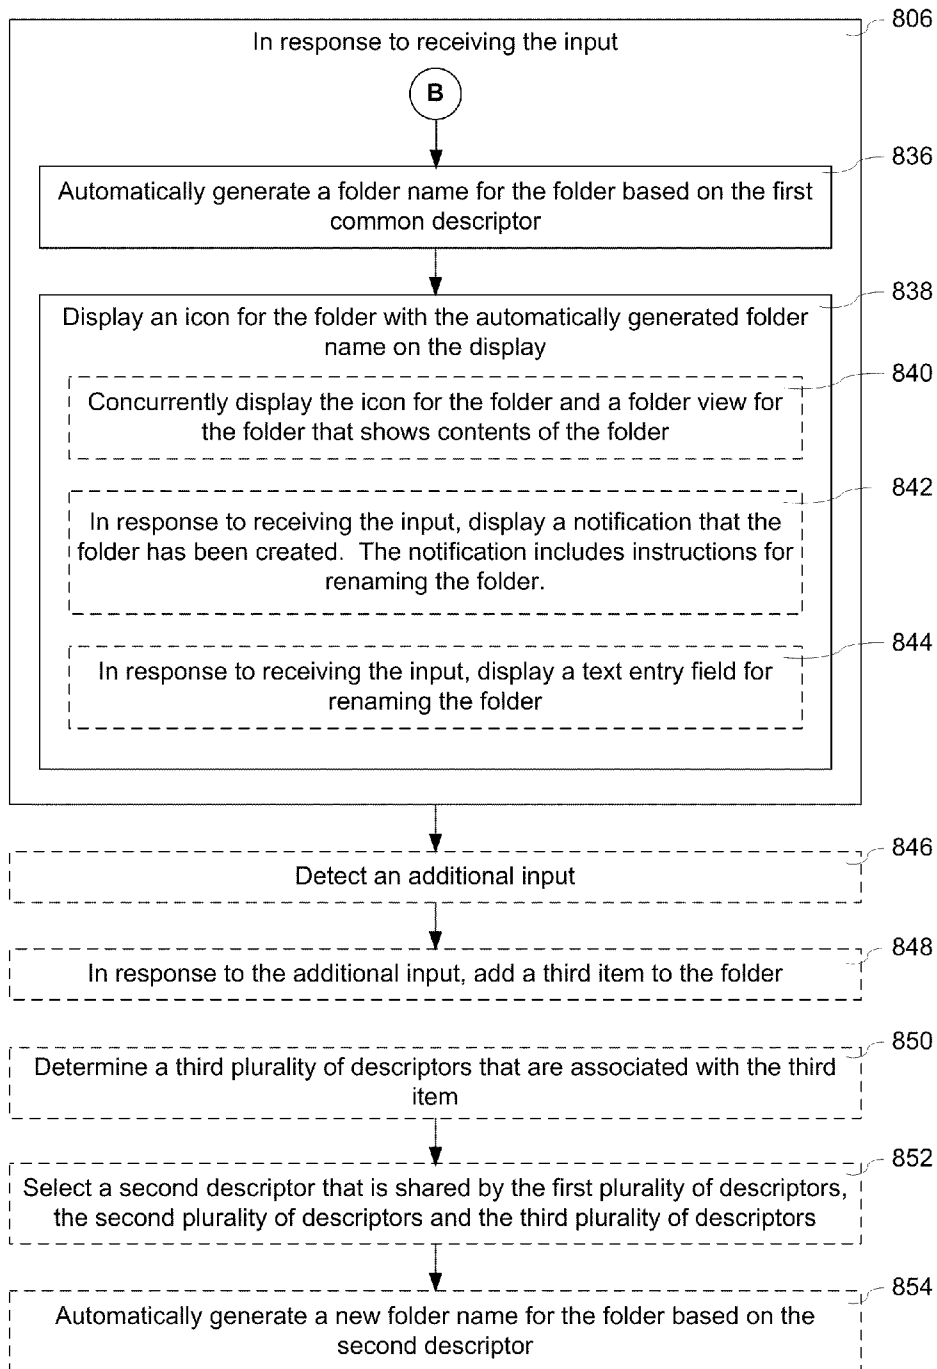 806
In response to receiving the input
B
836
Automatically generate a folder name for the folder based on the first
common descriptor
838
Display an icon for the folder with the automatically generated folder
name on the display
840
Concurrently display the icon for the folder and a folder view for
the folder that shows contents of the folder
842
In response to receiving the input, display a notification that the
folder has been created.  The notification includes instructions for
renaming the folder.
844
In response to receiving the input, display a text entry field for
renaming the folder
846
Detect an additional input
848
In response to the additional input, add a third item to the folder
850
Determine a third plurality of descriptors that are associated with the third
item
852
Select a second descriptor that is shared by the first plurality of descriptors,
the second plurality of descriptors and the third plurality of descriptors
854
Automatically generate a new folder name for the folder based on the
second descriptor